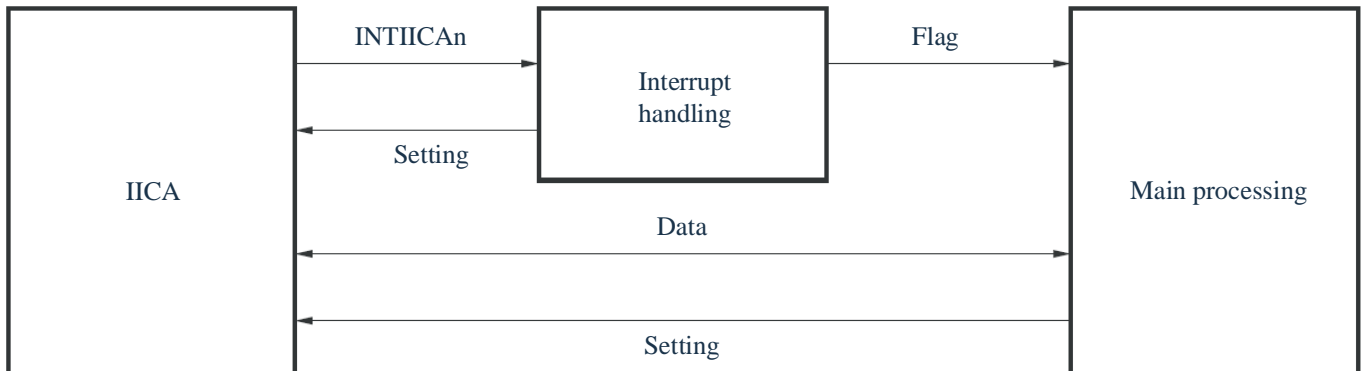 INTIICAn
Flag
Interrupt
handling
Setting
IICA
Main processing
Data
Setting